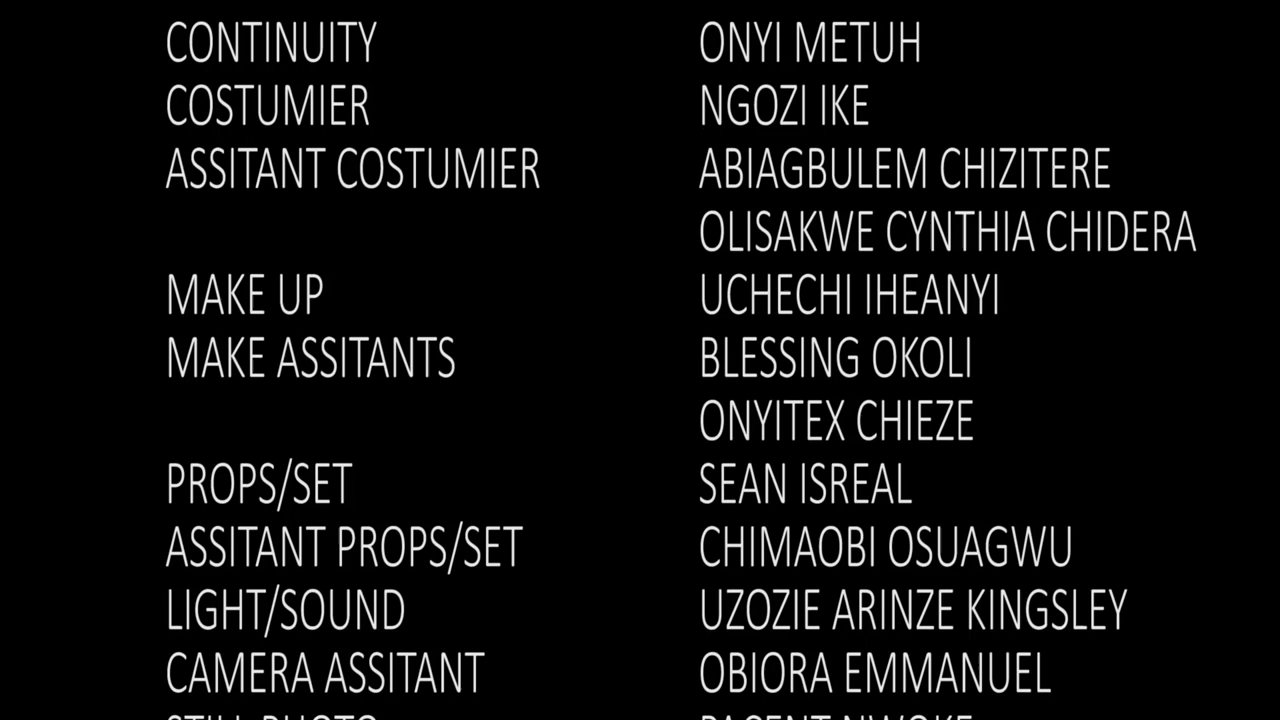 CONTINUITY ONYI METUH
COSTUMIER NGOZI IKE
ASSITANT COSTUMIER ABIAGBULEM CHIZITERE
OLISAKWE CYNTHIA CHIDERA
MAKE UP UCHECHI IHEANYI
MAKE ASSITANTS BLESSING OKOLI
ONYITEX CHIEZE
PROPS/SET SEAN ISREAL
ASSITANT PROPS/SET CHIMAOBI OSUAGWU
LIGHT/SOUND UZOZIE ARINZE KINGSLEY
CAMERA ASSITANT OBIORA EMMANUEL
STILL PHOTO